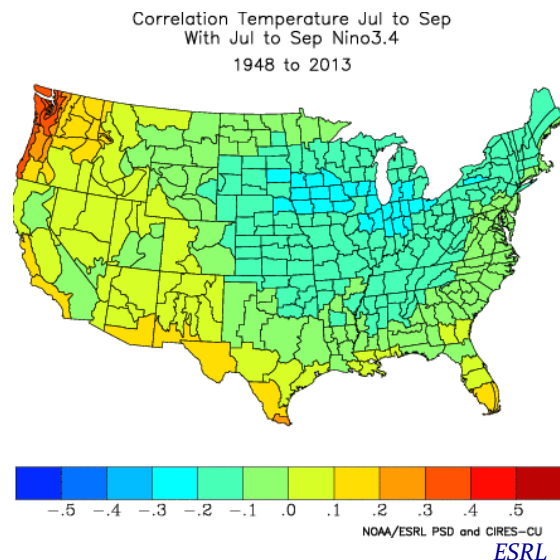 Correlation Temperature Jul to Sep
With Jul to Sep Nino3.4
1948 to 2013
-.5 -.4 -.3 -.2 -.1 .0 .1 .2 .3 .4 .5
NOAA/ESRL PSD and CIRES-CU
ESRL